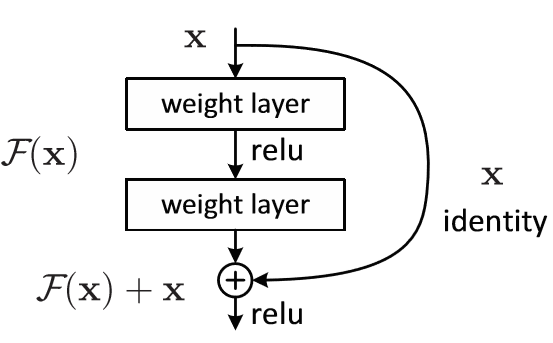 x
weight layer
relu
F(x)
weight layer
x
identity
F(x) + x
relu